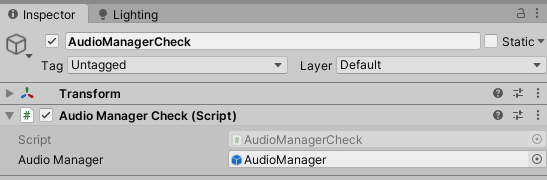 Inspector Lighting
AudioManagerCheck Static
Tag Untagged Layer Default
Transform
# Audio Manager Check (Script)
Script # AudioManagerCheck
Audio Manager AudioManager